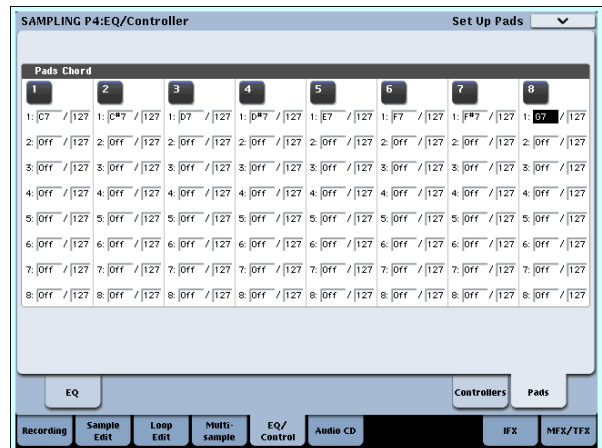 SAMPLING P4:EQ/Controller Set Up Pads
Pads Chord
1 2 3 4 5 6 7 8
1: C7 / 127 1: C#7 / 127 1: D7 / 127 1: D#7 / 127 1: E7 / 127 1: F7 / 127 1: F#7 / 127 1: G7 / 127
2: Off / 127 2: Off / 127 2: Off / 127 2: Off / 127 2: Off / 127 2: Off / 127 2: Off / 127 2: Off / 127
3: Off / 127 3: Off / 127 3: Off / 127 3: Off / 127 3: Off / 127 3: Off / 127 3: Off / 127 3: Off / 127
4: Off / 127 4: Off / 127 4: Off / 127 4: Off / 127 4: Off / 127 4: Off / 127 4: Off / 127 4: Off / 127
5: Off / 127 5: Off / 127 5: Off / 127 5: Off / 127 5: Off / 127 5: Off / 127 5: Off / 127 5: Off / 127
6: Off / 127 6: Off / 127 6: Off / 127 6: Off / 127 6: Off / 127 6: Off / 127 6: Off / 127 6: Off / 127
7: Off / 127 7: Off / 127 7: Off / 127 7: Off / 127 7: Off / 127 7: Off / 127 7: Off / 127 7: Off / 127
8: Off / 127 8: Off / 127 8: Off / 127 8: Off / 127 8: Off / 127 8: Off / 127 8: Off / 127 8: Off / 127
EQ Controllers Pads
Recording Sample Edit Loop Edit Multi-sample EQ/Control Audio CD IFX MFX/TFX